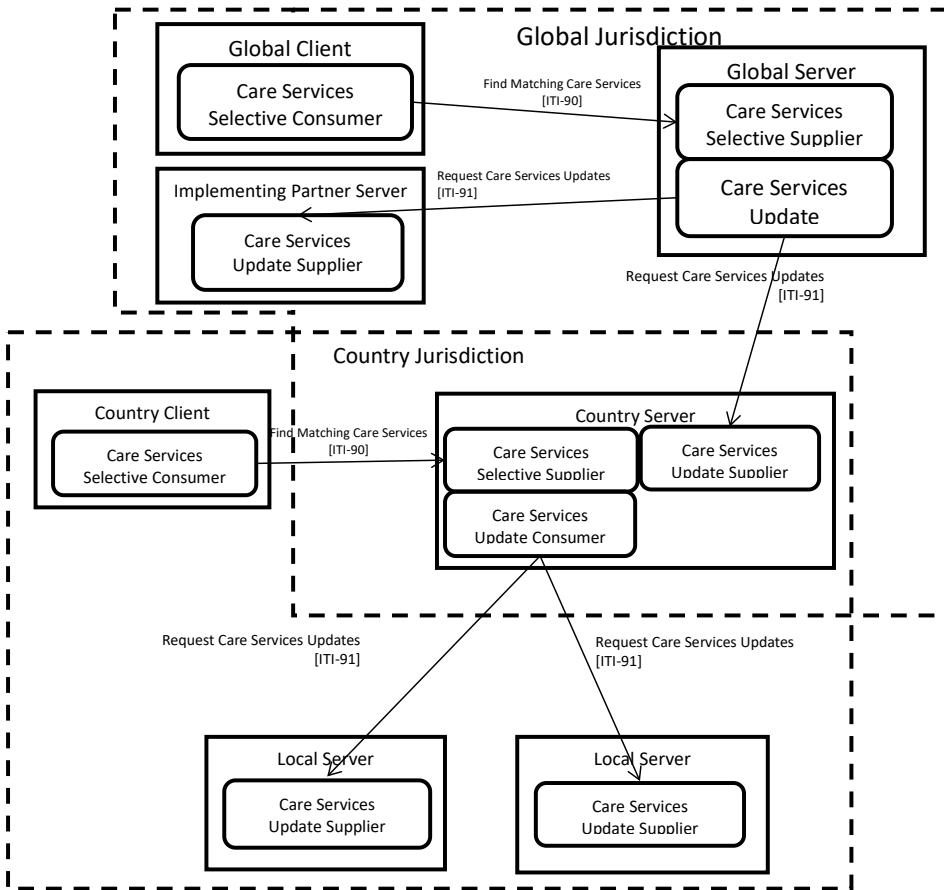 Global Jurisdiction
Global Client
Care Services
Selective Consumer
Find Matching Care Services
[ITI-90]
Global Server
Care Services
Selective Supplier
Care Services
Update
Request Care Services Updates
[ITI-91]
Implementing Partner Server
Care Services
Update Supplier
Request Care Services Updates
[ITI-91]
Country Jurisdiction
Country Client
Care Services
Selective Consumer
Find Matching Care Services
[ITI-90]
Country Server
Care Services
Selective Supplier
Care Services
Update Supplier
Care Services
Update Consumer
Request Care Services Updates
[ITI-91]
Request Care Services Updates
[ITI-91]
Local Server
Care Services
Update Supplier
Local Server
Care Services
Update Supplier